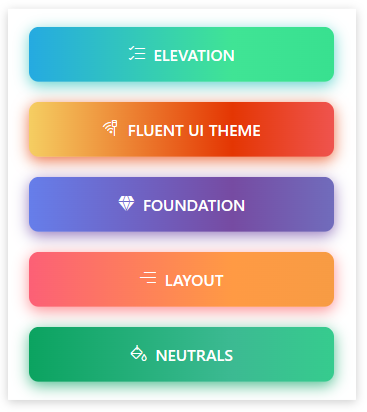 ELEVATION
FLUENT UI THEME
FOUNDATION
LAYOUT
NEUTRALS